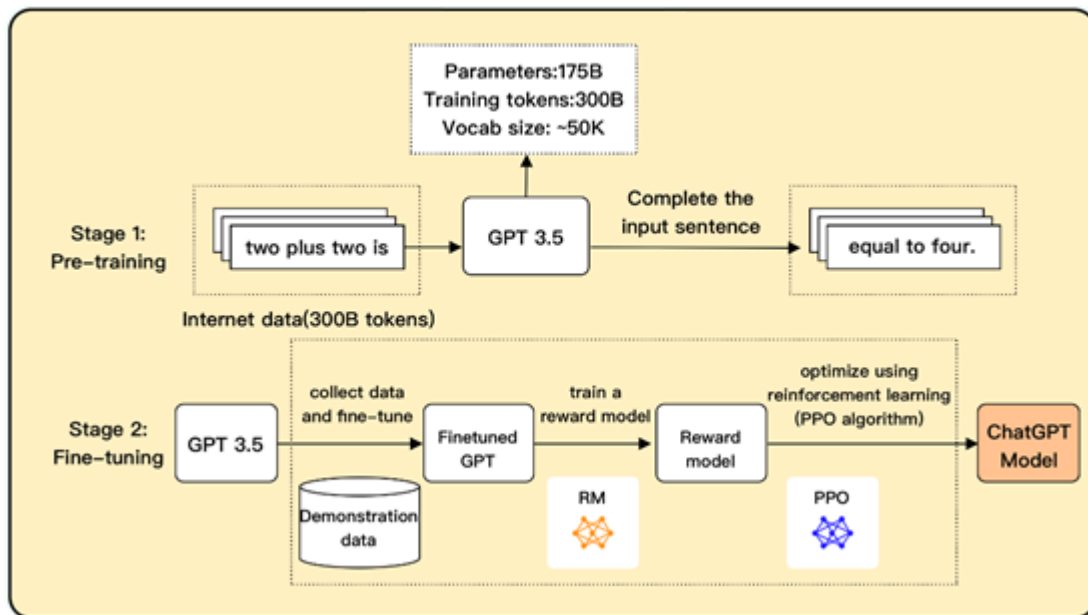 Parameters:175B
Training tokens:300B
Vocab size: ~50K
Stage 1:
Pre-training
two plus two is
GPT 3.5
Complete the
input sentence
equal to four.
Internet data(300B tokens)
Stage 2:
Fine-tuning
GPT 3.5
collect data
and fine-tune
Finetuned
GPT
train a
reward model
Reward
model
optimize using
reinforcement learning
(PPO algorithm)
ChatGPT
Model
Demonstration
data
RM
PPO